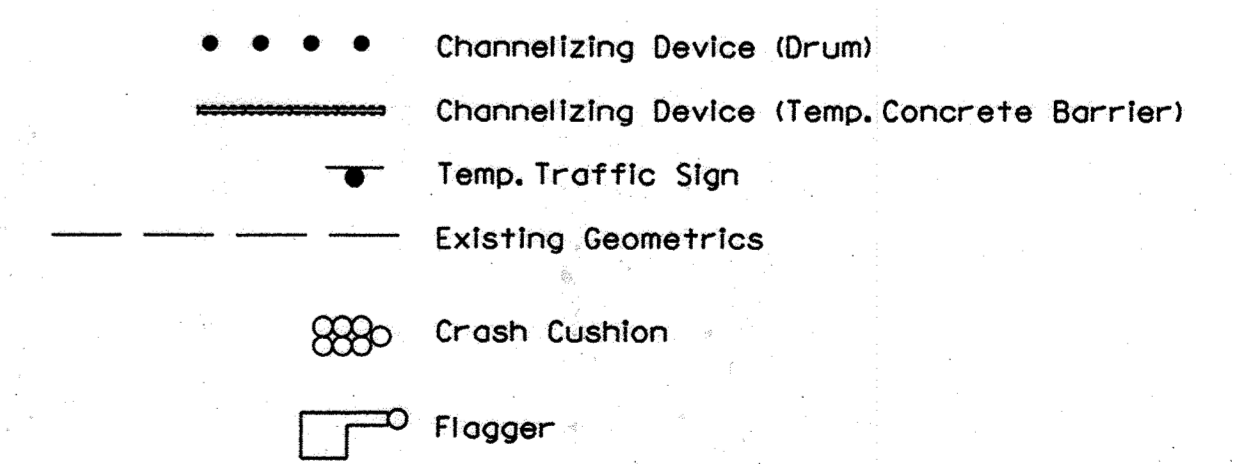 Channelizing Device (Drum)
Channelizing Device (Temp. Concrete Barrier)
Temp. Traffic Sign
Existing Geometrics
Crash Cushion
Flagger